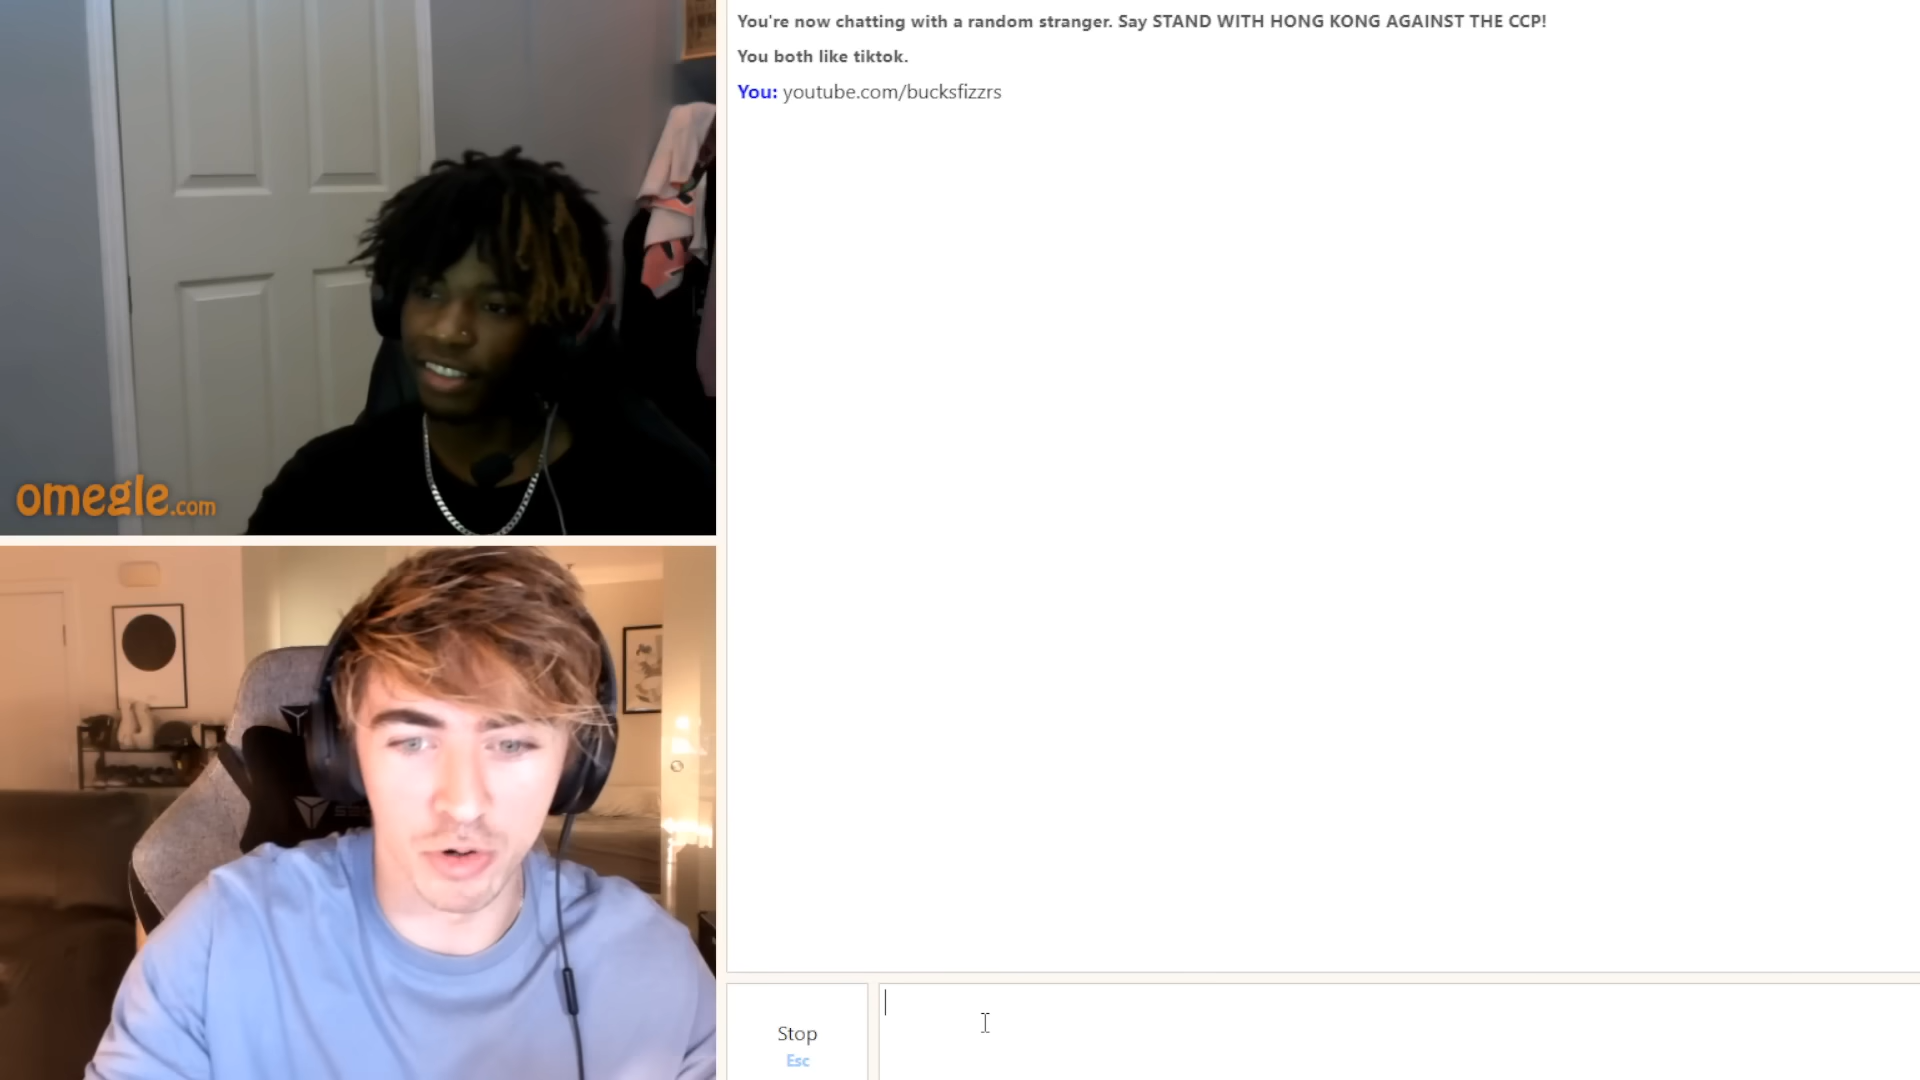 You're now chatting with a random stranger. Say STAND WITH HONG KONG AGAINST THE CCP!
You both like tiktok.
You: youtube.com/bucksfizzrs
omegle.com
Stop
Esc